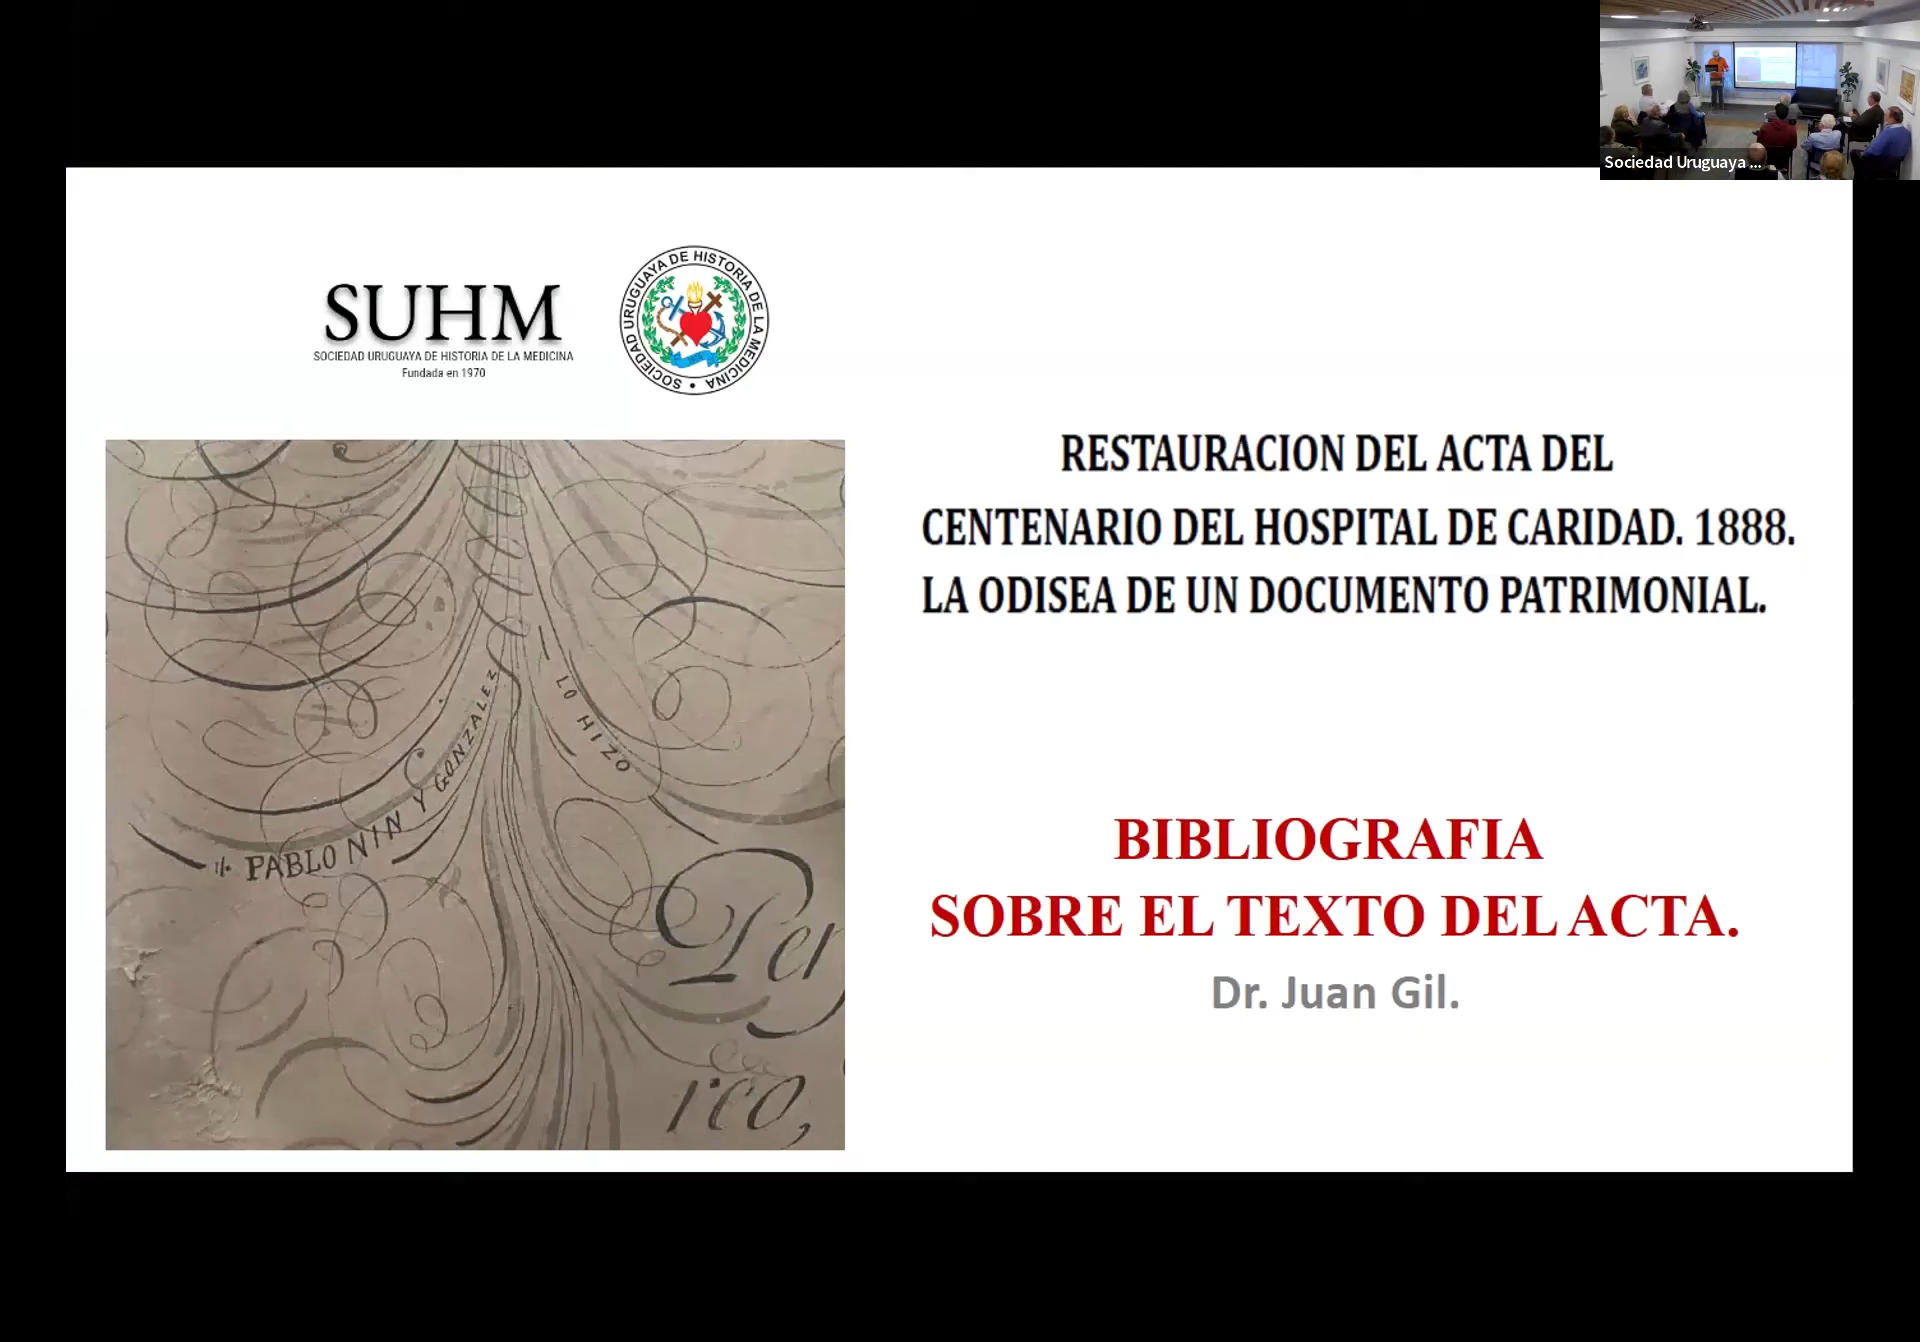 Sociedad Uruguaya ...
SUHM
SOCIEDAD URUGUAYA DE HISTORIA DE LA MEDICINA
Fundada en 1970
SOCIEDAD URUGUAYA DE HISTORIA DE LA MEDICINA •
RESTAURACION DEL ACTA DEL
CENTENARIO DEL HOSPITAL DE CARIDAD. 1888.
LA ODISEA DE UN DOCUMENTO PATRIMONIAL.
PABLO NIN Y GONZALEZ
LO HIZO
BIBLIOGRAFIA
SOBRE EL TEXTO DEL ACTA.
Dr. Juan Gil.
ico,